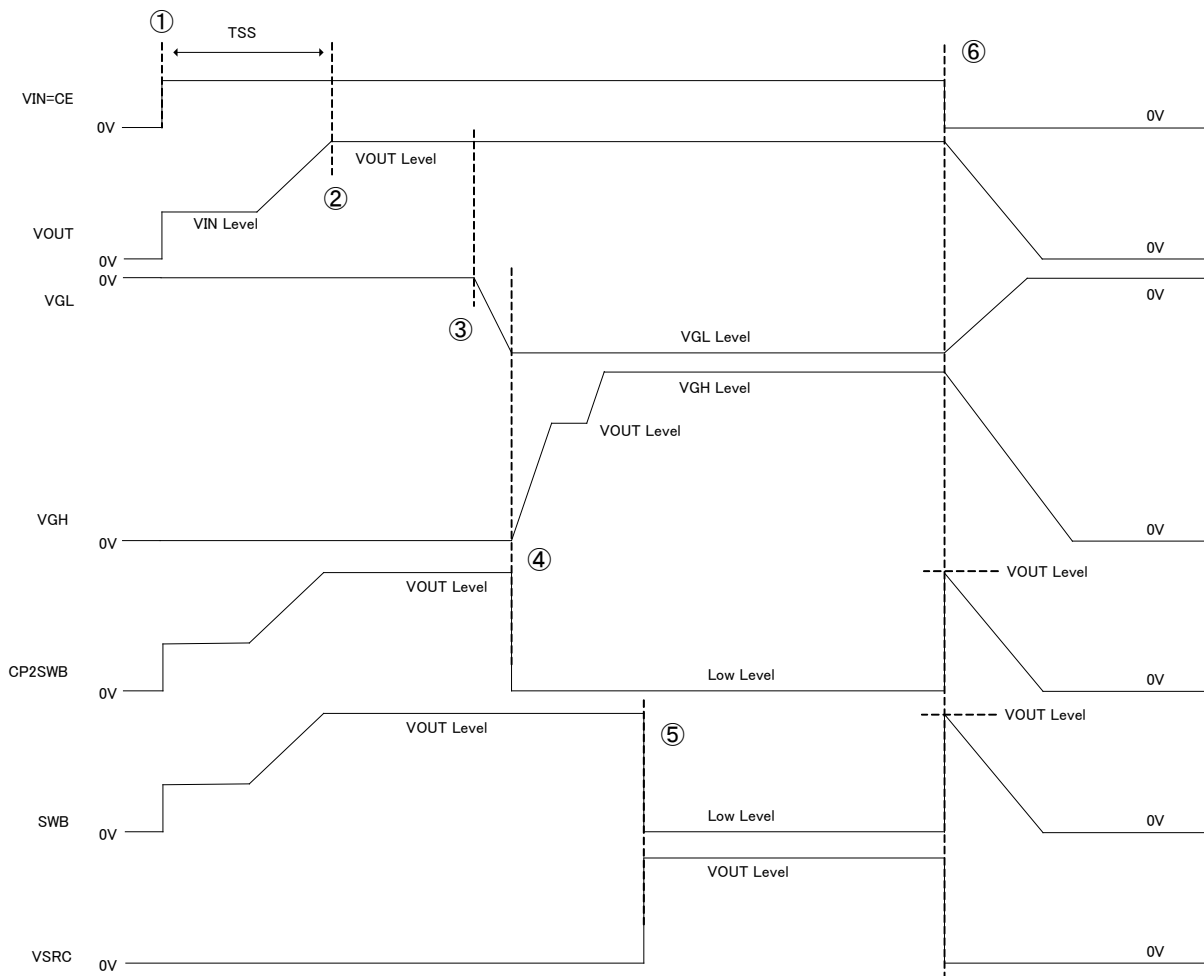 ①
TSS
⑥
VIN=CE
0V
0V
VOUT Level
②
VIN Level
VOUT
0V
0V
0V
VGL
0V
③
VGL Level
VGH Level
VOUT Level
VGH
0V
0V
④
VOUT Level
VOUT Level
CP2SWB
0V
Low Level
0V
VOUT Level
VOUT Level
⑤
SWB
0V
Low Level
0V
VOUT Level
VSRC
0V
0V